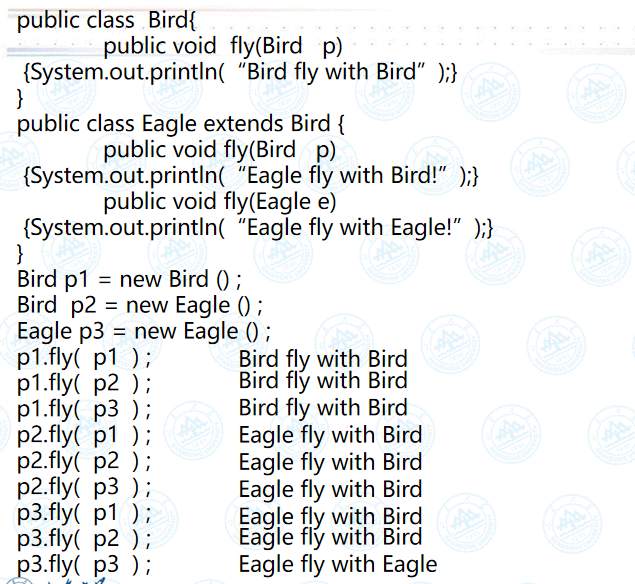 public class Bird{
public void fly(Bird p)
{System.out.println( “Bird fly with Bird” );}
}
public class Eagle extends Bird {
public void fly(Bird p)
{System.out.println( “Eagle fly with Bird!” );}
public void fly(Eagle e)
{System.out.println( “Eagle fly with Eagle!” );}
}
Bird p1 = new Bird () ;
Bird p2 = new Eagle () ;
Eagle p3 = new Eagle () ;
p1.fly( p1 ) ; Bird fly with Bird
p1.fly( p2 ) ; Bird fly with Bird
p1.fly( p3 ) ; Bird fly with Bird
p2.fly( p1 ) ; Eagle fly with Bird
p2.fly( p2 ) ; Eagle fly with Bird
p2.fly( p3 ) ; Eagle fly with Bird
p3.fly( p1 ) ; Eagle fly with Bird
p3.fly( p2 ) ; Eagle fly with Bird
p3.fly( p3 ) ; Eagle fly with Eagle